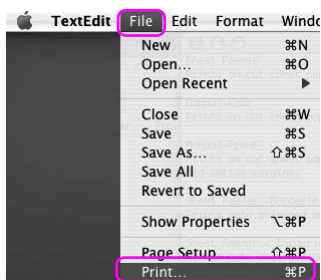 TextEdit File Edit Format Windo
New ⌘N
Open... ⌘O
Open Recent ▶
Close ⌘W
Save ⌘S
Save As... ⇧⌘S
Save All
Revert to Saved
Show Properties ⌥⌘P
Page Setup... ⇧⌘P
Print... ⌘P